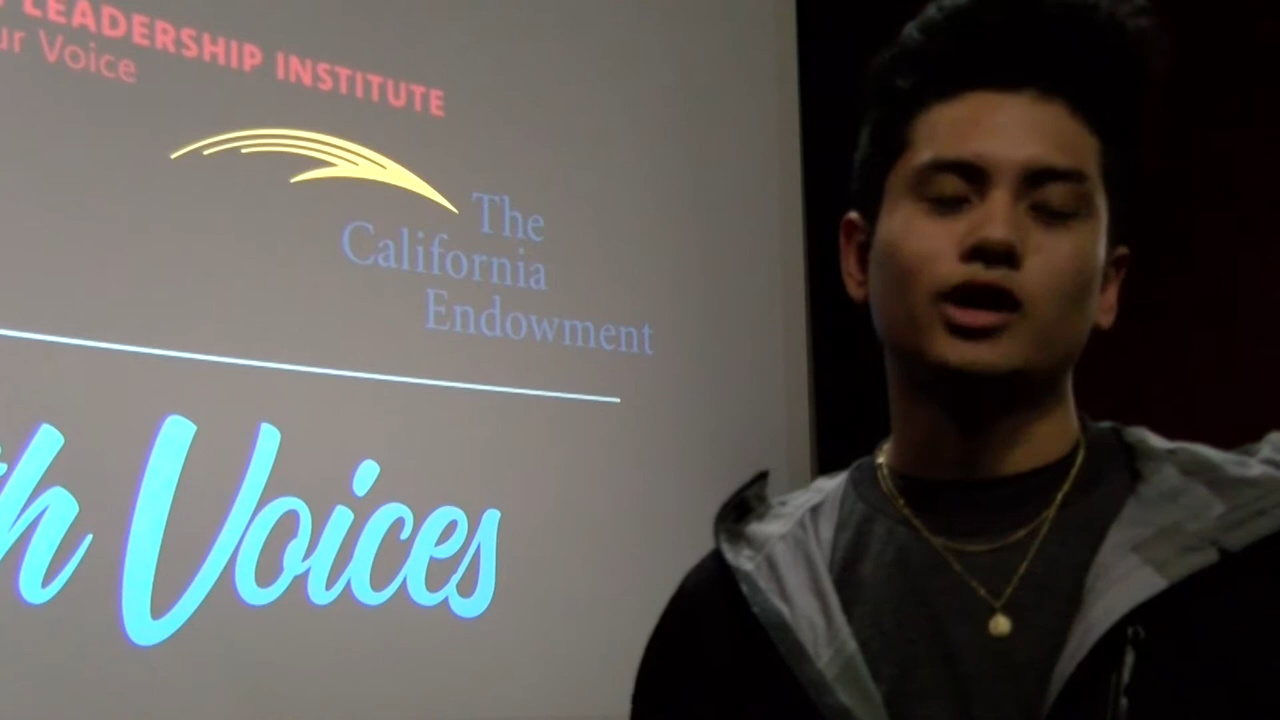 LEADERSHIP INSTITUTE
ur Voice
The
California
Endowment
h Voices